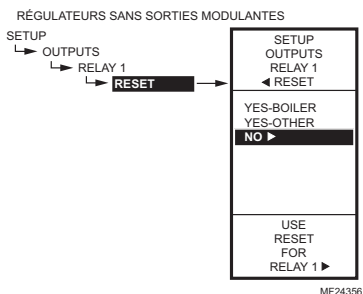 RÉGULATEURS SANS SORTIES MODULANTES
SETUP
OUTPUTS
RELAY 1
RESET
SETUP
OUTPUTS
RELAY 1
◄ RESET
YES-BOILER
YES-OTHER
NO ►
USE
RESET
FOR
RELAY 1 ►
MF24356